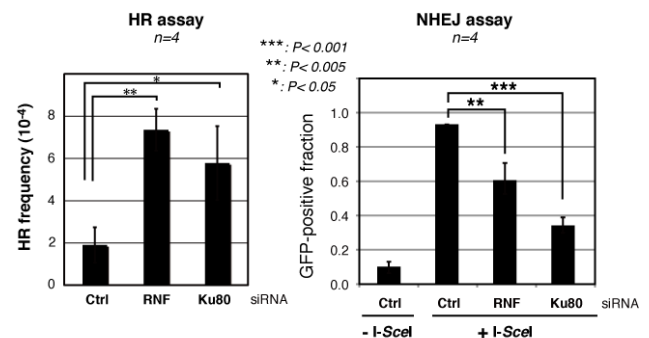 HR assay
n=4
***: P< 0.001
**: P< 0.005
*: P< 0.05
NHEJ assay
n=4
HR frequency (10-4)
8
6
4
2
0
*
**
Ctrl RNF Ku80 siRNA
GFP-positive fraction
1.0
0.8
0.6
0.4
0.2
0.0
***
**
Ctrl Ctrl RNF Ku80 siRNA
- I-SceI + I-SceI